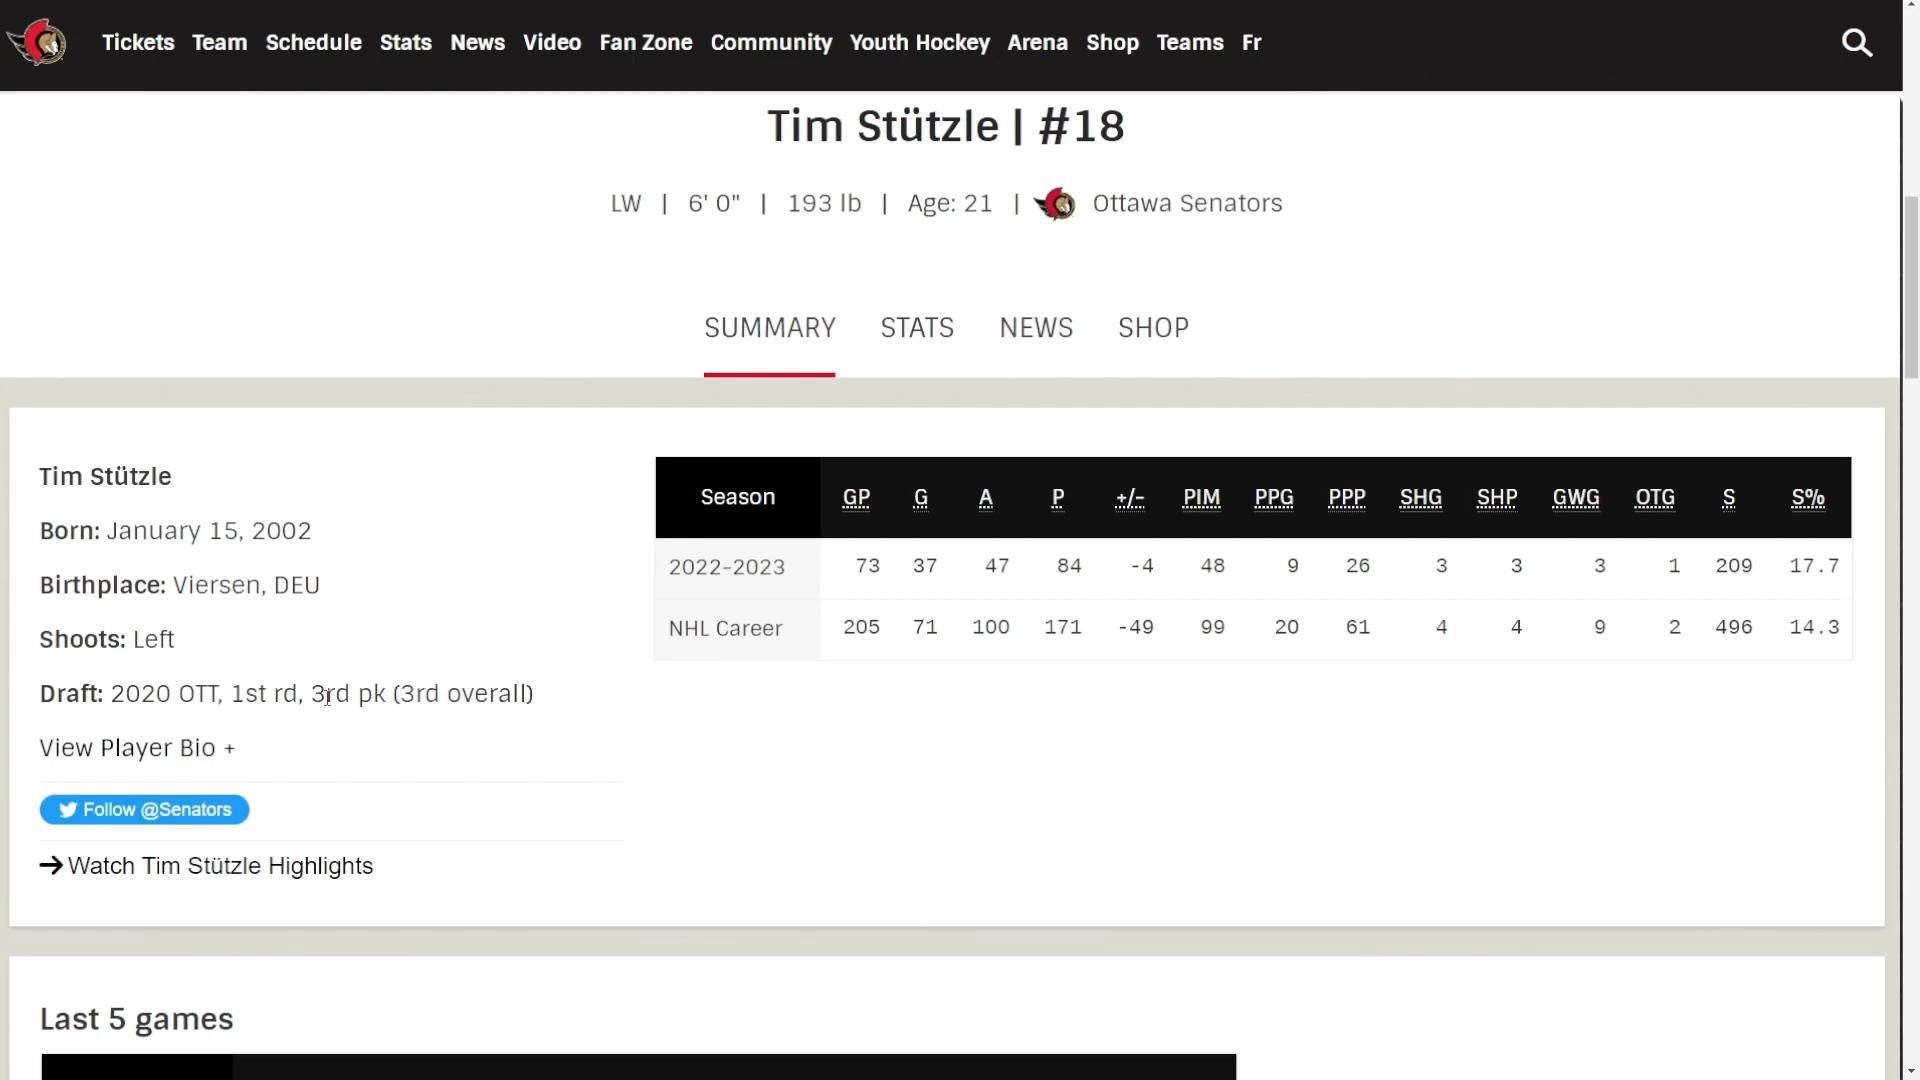 Tickets Team Schedule Stats News Video Fan Zone Community Youth Hockey Arena Shop Teams Fr
Tim Stützle | #18
LW | 6' 0" | 193 lb | Age: 21 | Ottawa Senators
SUMMARY STATS NEWS SHOP
Tim Stützle
Born: January 15, 2002
Birthplace: Viersen, DEU
Shoots: Left
Draft: 2020 OTT, 1st rd, 3rd pk (3rd overall)
View Player Bio +
Follow @Senators
Watch Tim Stützle Highlights
Season GP G A P +/- PIM PPG PPP SHG SHP GWG OTG S S%
2022-2023 73 37 47 84 -4 48 9 26 3 3 3 1 209 17.7
NHL Career 205 71 100 171 -49 99 20 61 4 4 9 2 496 14.3
Last 5 games